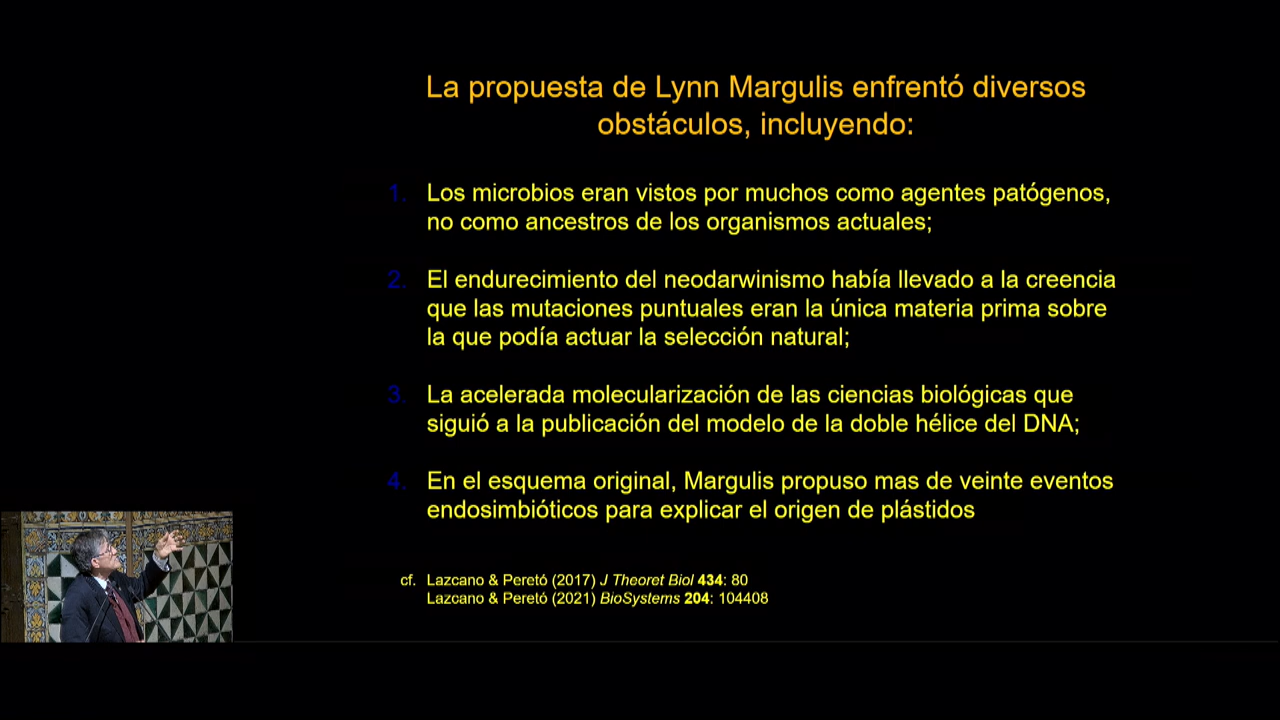 La propuesta de Lynn Margulis enfrentó diversos
obstáculos, incluyendo:
1. Los microbios eran vistos por muchos como agentes patógenos,
no como ancestros de los organismos actuales;
2. El endurecimiento del neodarwinismo había llevado a la creencia
que las mutaciones puntuales eran la única materia prima sobre
la que podía actuar la selección natural;
3. La acelerada molecularización de las ciencias biológicas que
siguió a la publicación del modelo de la doble hélice del DNA;
4. En el esquema original, Margulis propuso mas de veinte eventos
endosimbióticos para explicar el origen de plástidos
cf. Lazcano & Peretó (2017) J Theoret Biol 434: 80
Lazcano & Peretó (2021) BioSystems 204: 104408